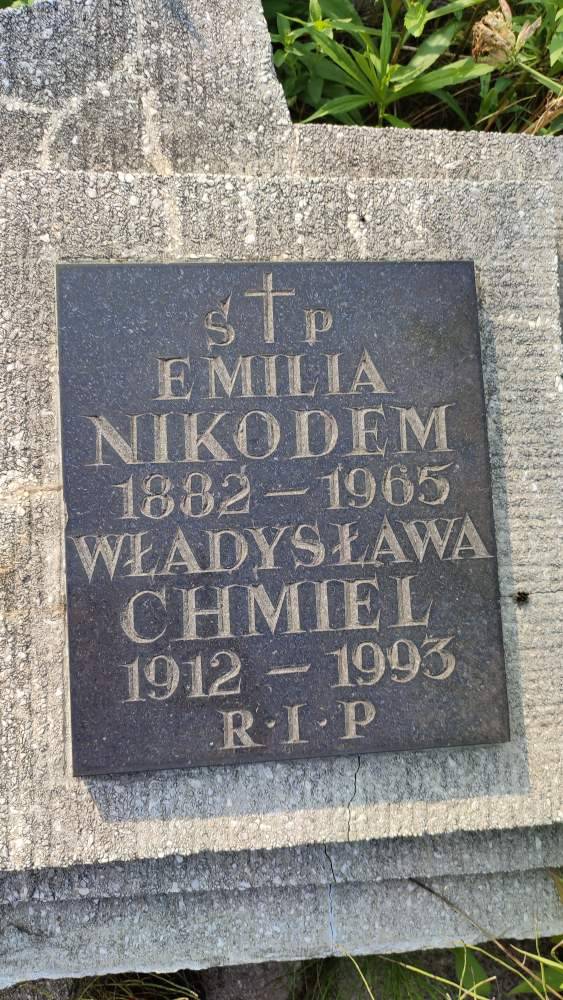 Ś P
EMILIA
NIKODEM
1882 – 1965
WŁADYSŁAWA
CHMIEL
1912 – 1993
R·I·P